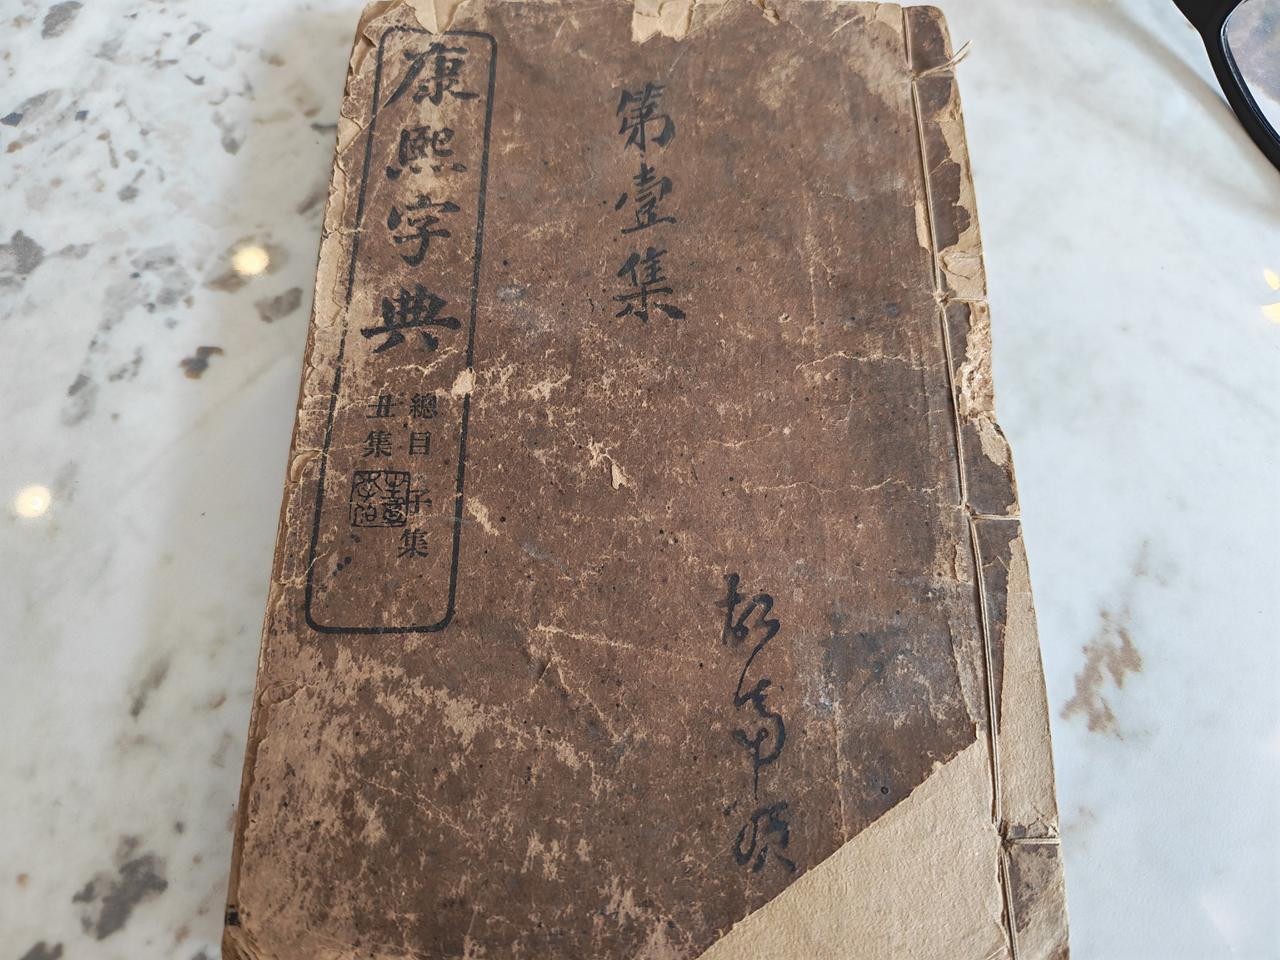 第壹集
康熙字典
總目 子集
丑集